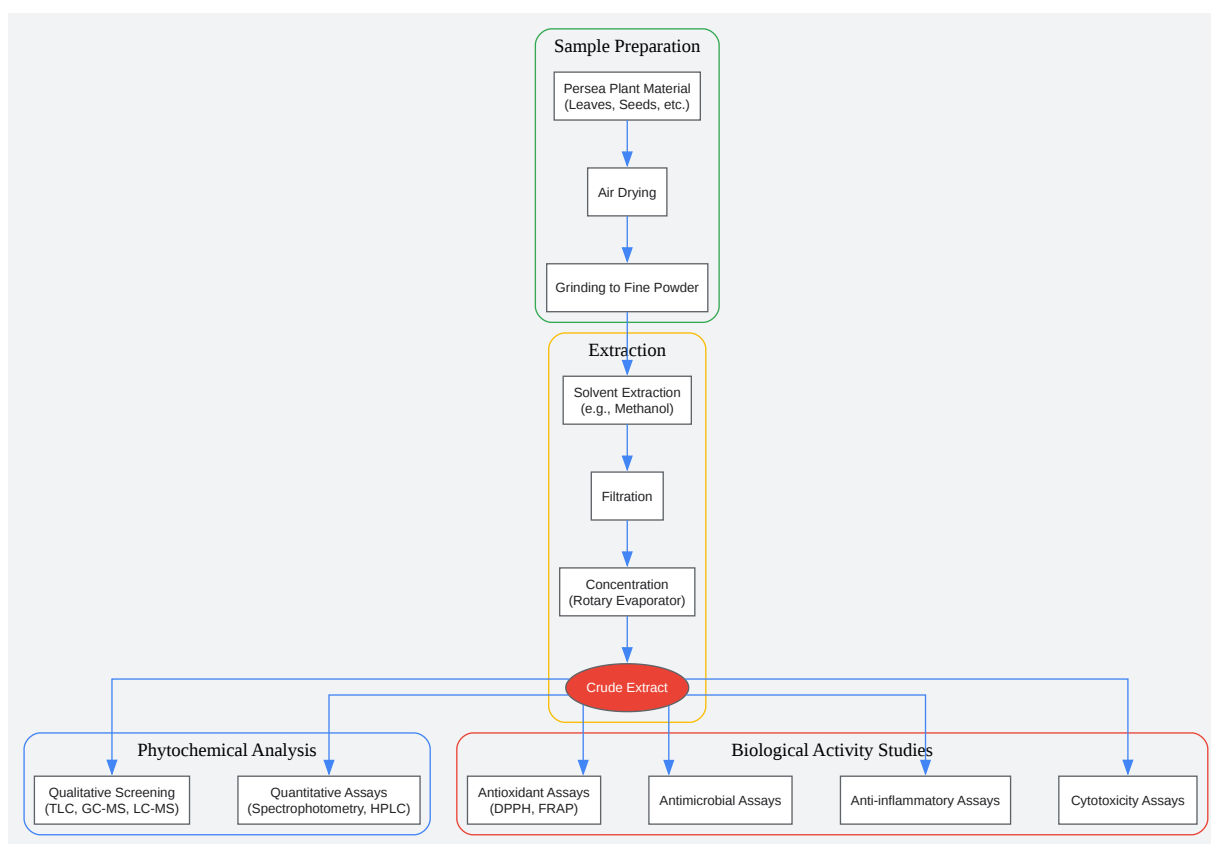 Sample Preparation
Persea Plant Material
(Leaves, Seeds, etc.)
Air Drying
Grinding to Fine Powder
Extraction
Solvent Extraction
(e.g., Methanol)
Filtration
Concentration
(Rotary Evaporator)
Crude Extract
Phytochemical Analysis
Qualitative Screening
(TLC, GC-MS, LC-MS)
Quantitative Assays
(Spectrophotometry, HPLC)
Biological Activity Studies
Antioxidant Assays
(DPPH, FRAP)
Antimicrobial Assays
Anti-inflammatory Assays
Cytotoxicity Assays